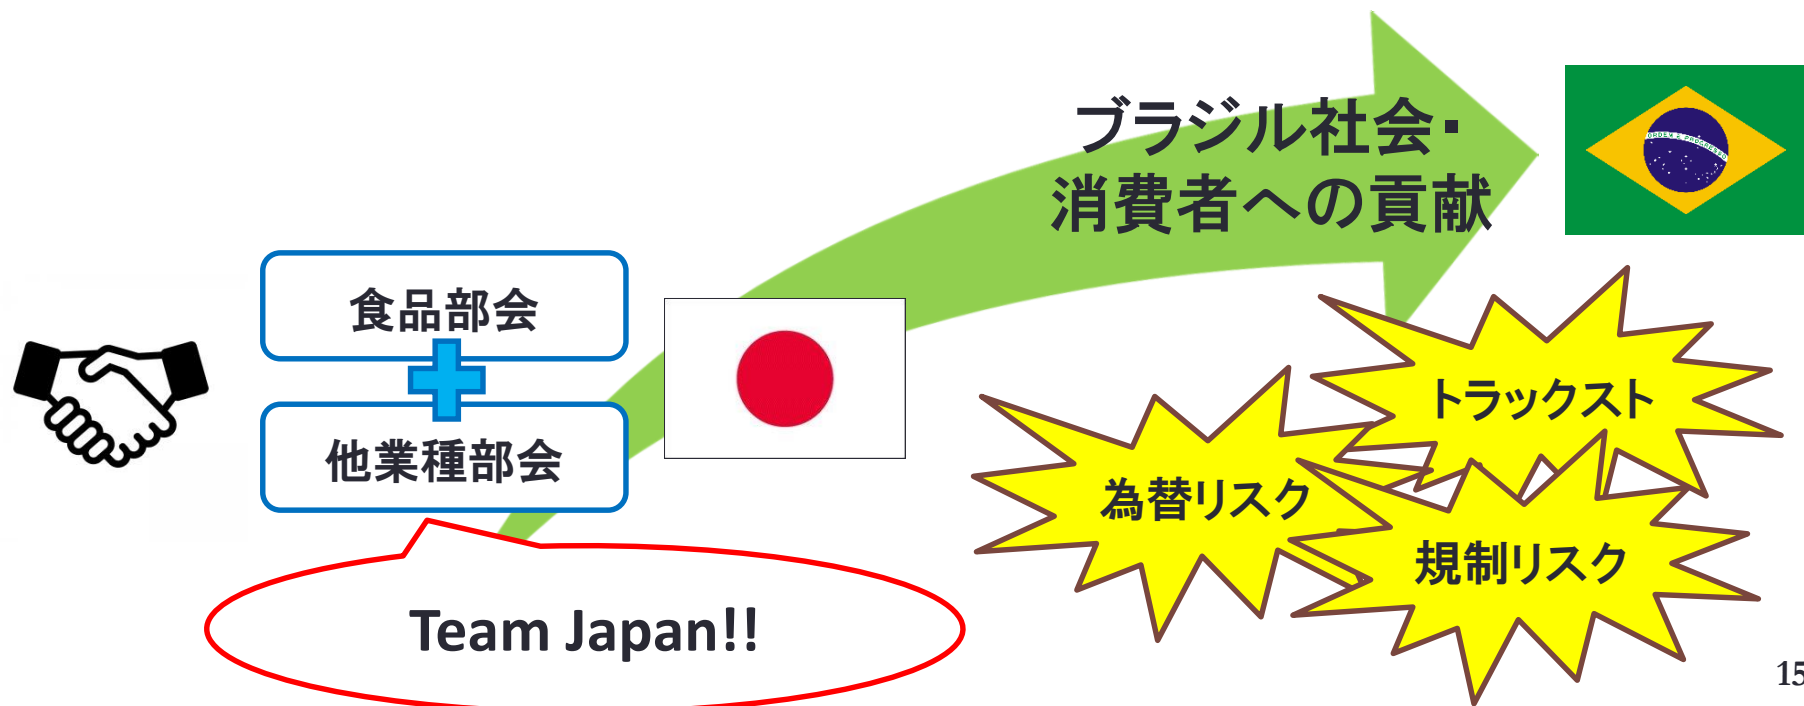 ブラジル社会・
消費者への貢献
ORDEM E PROGRESSO
食品部会
他業種部会
トラックスト
為替リスク
規制リスク
Team Japan!!
15